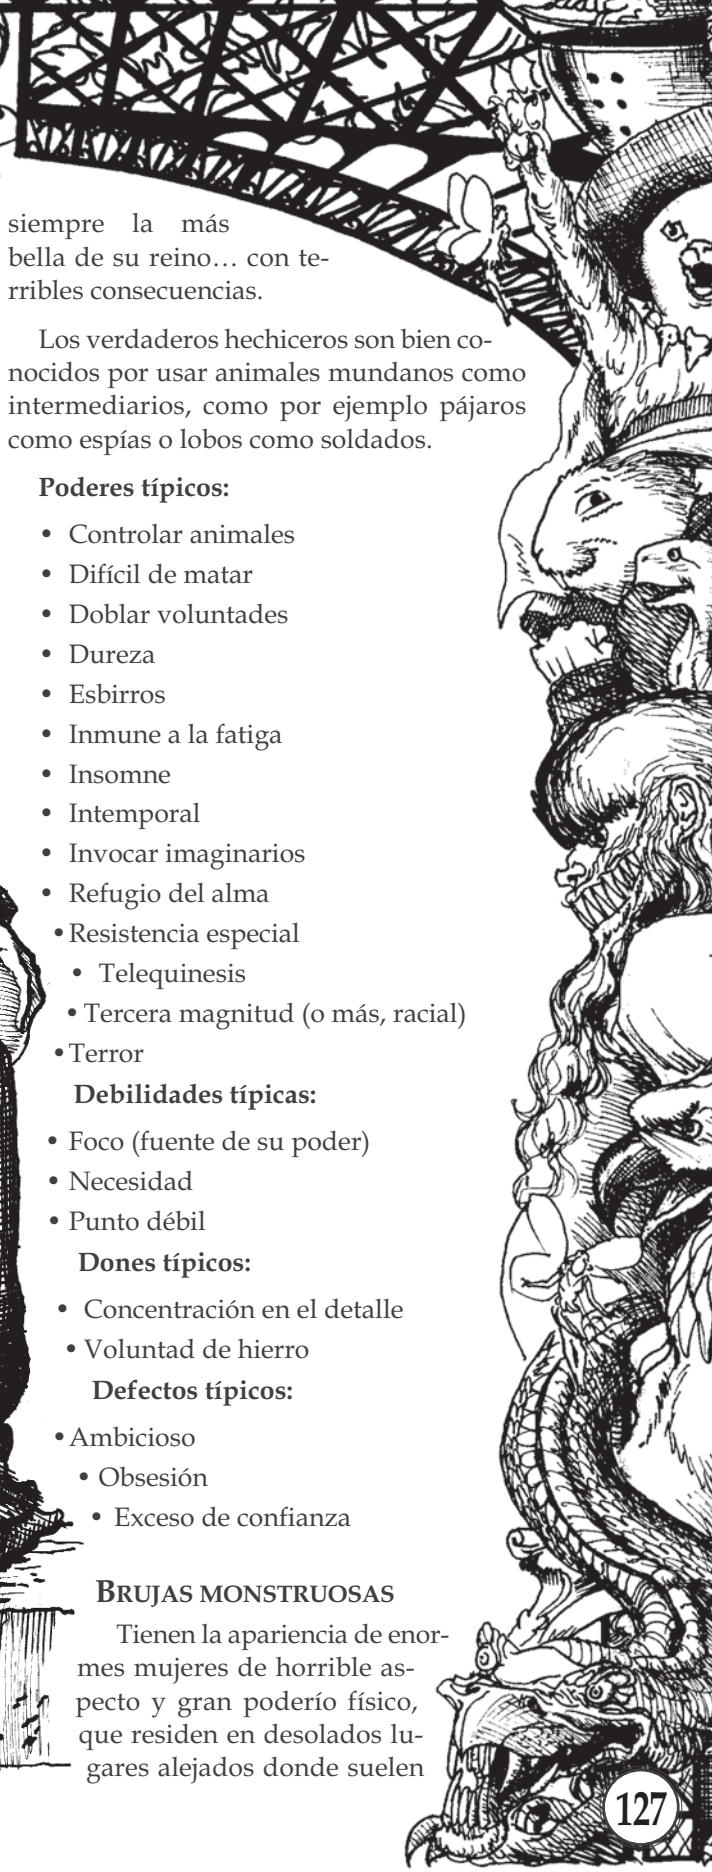 siempre la más
bella de su reino… con te-
rribles consecuencias.
Los verdaderos hechiceros son bien co-
nocidos por usar animales mundanos como
intermediarios, como por ejemplo pájaros
como espías o lobos como soldados.
Poderes típicos:
• Controlar animales
• Difícil de matar
• Doblar voluntades
• Dureza
• Esbirros
• Inmune a la fatiga
• Insomne
• Intemporal
• Invocar imaginarios
• Refugio del alma
• Resistencia especial
• Telequinesis
• Tercera magnitud (o más, racial)
• Terror
Debilidades típicas:
• Foco (fuente de su poder)
• Necesidad
• Punto débil
Dones típicos:
• Concentración en el detalle
• Voluntad de hierro
Defectos típicos:
• Ambicioso
• Obsesión
• Exceso de confianza
BRUJAS MONSTRUOSAS
Tienen la apariencia de enor-
mes mujeres de horrible as-
pecto y gran poderío físico,
que residen en desolados lu-
gares alejados donde suelen
127